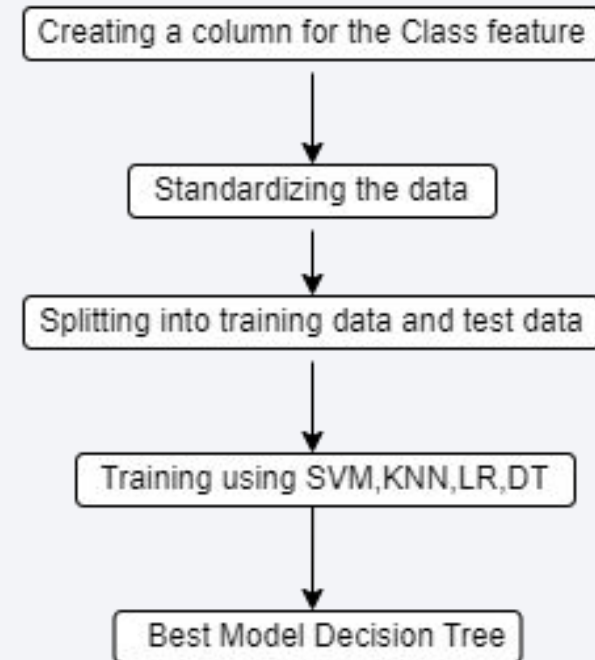 Creating a column for the Class feature
Standardizing the data
Splitting into training data and test data
Training using SVM,KNN,LR,DT
Best Model Decision Tree